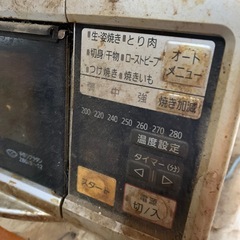 生・姿焼き とり肉
切身/干物 ローストビーフ
つけ焼き 焼きいも
オートメニュー
弱 中 強 焼き加減
200 220 240 250 260 270 280
温度設定
タイマー(分)
スタート
電源
切/入